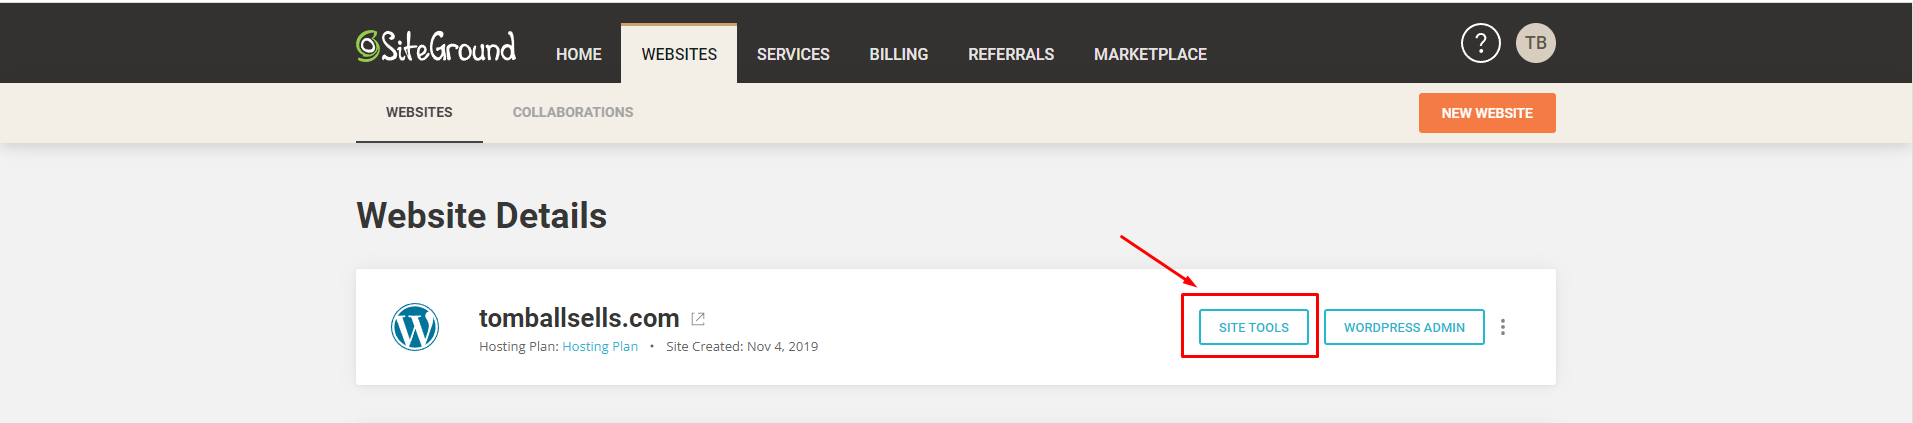 SiteGround HOME WEBSITES SERVICES BILLING REFERRALS MARKETPLACE ? TB
WEBSITES COLLABORATIONS NEW WEBSITE
Website Details
tomballsells.com
Hosting Plan: Hosting Plan • Site Created: Nov 4, 2019
SITE TOOLS WORDPRESS ADMIN